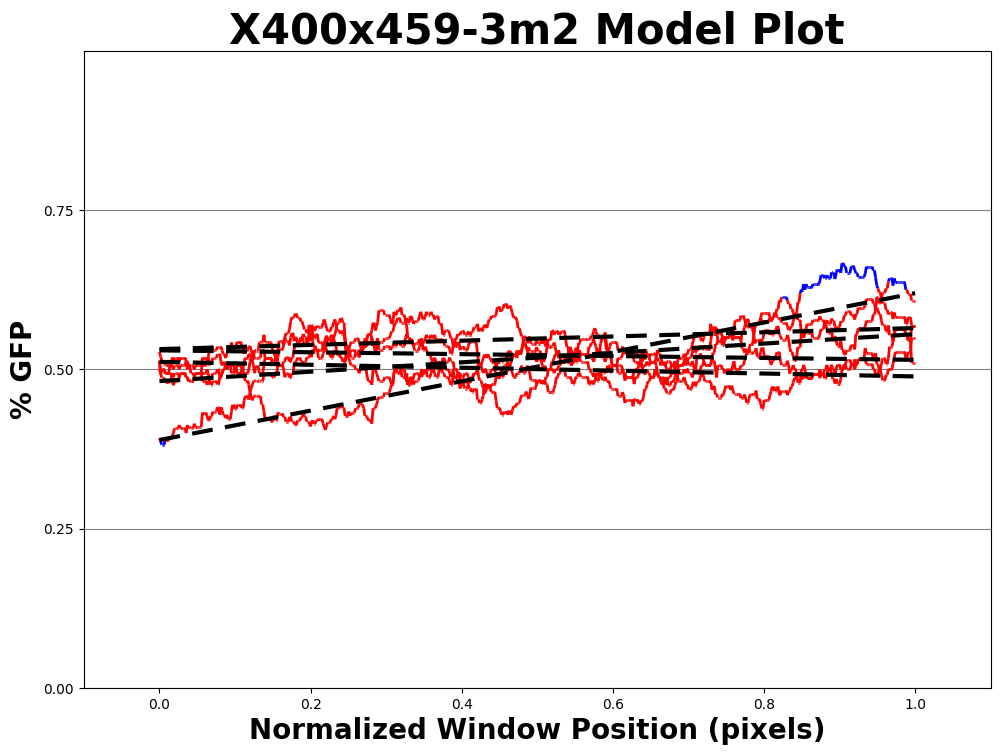 X400x459-3m2 Model Plot
% GFP
0.75
0.50
0.25
0.00
0.0 0.2 0.4 0.6 0.8 1.0
Normalized Window Position (pixels)